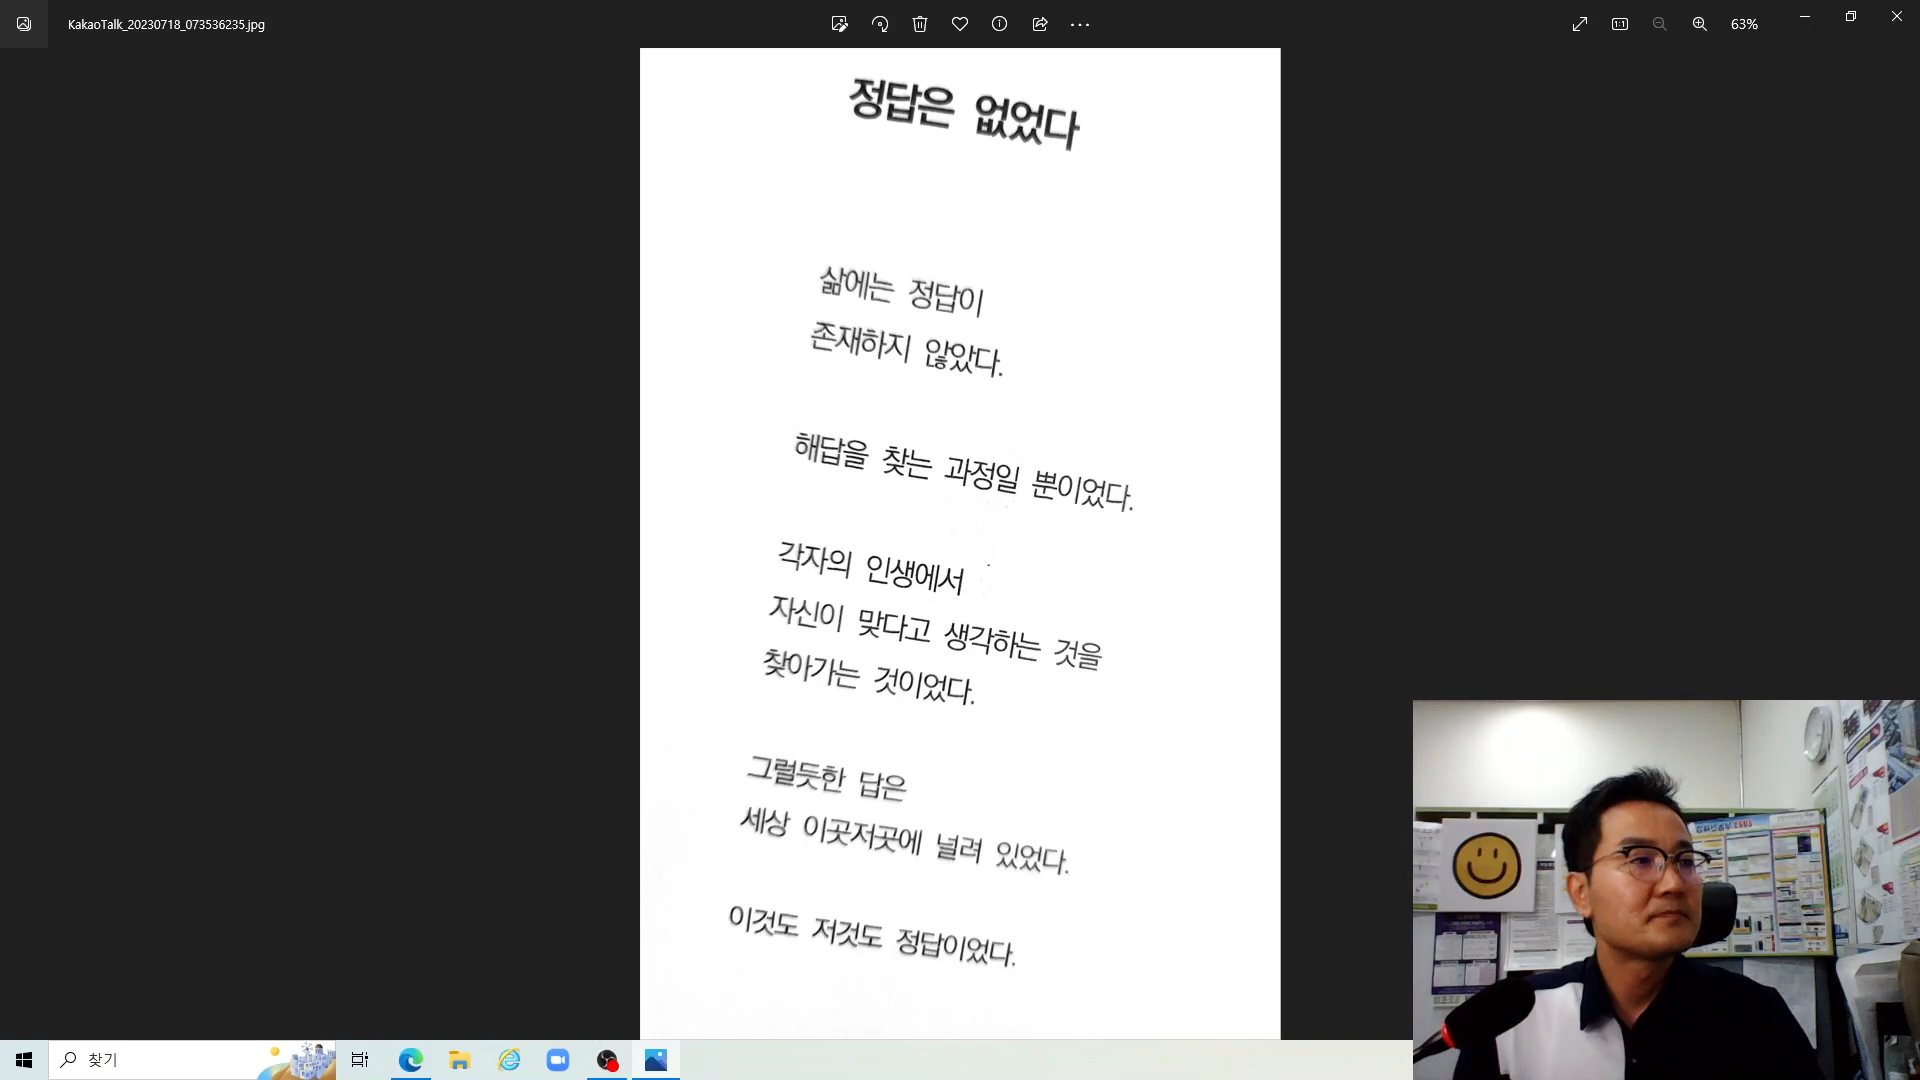 KakaoTalk_20230718_073536235.jpg
63%
정답은 없었다
삶에는 정답이
존재하지 않았다.
해답을 찾는 과정일 뿐이었다.
각자의 인생에서
자신이 맞다고 생각하는 것을
찾아가는 것이었다.
그럴듯한 답은
세상 이곳저곳에 널려 있었다.
이것도 저것도 정답이었다.
찾기